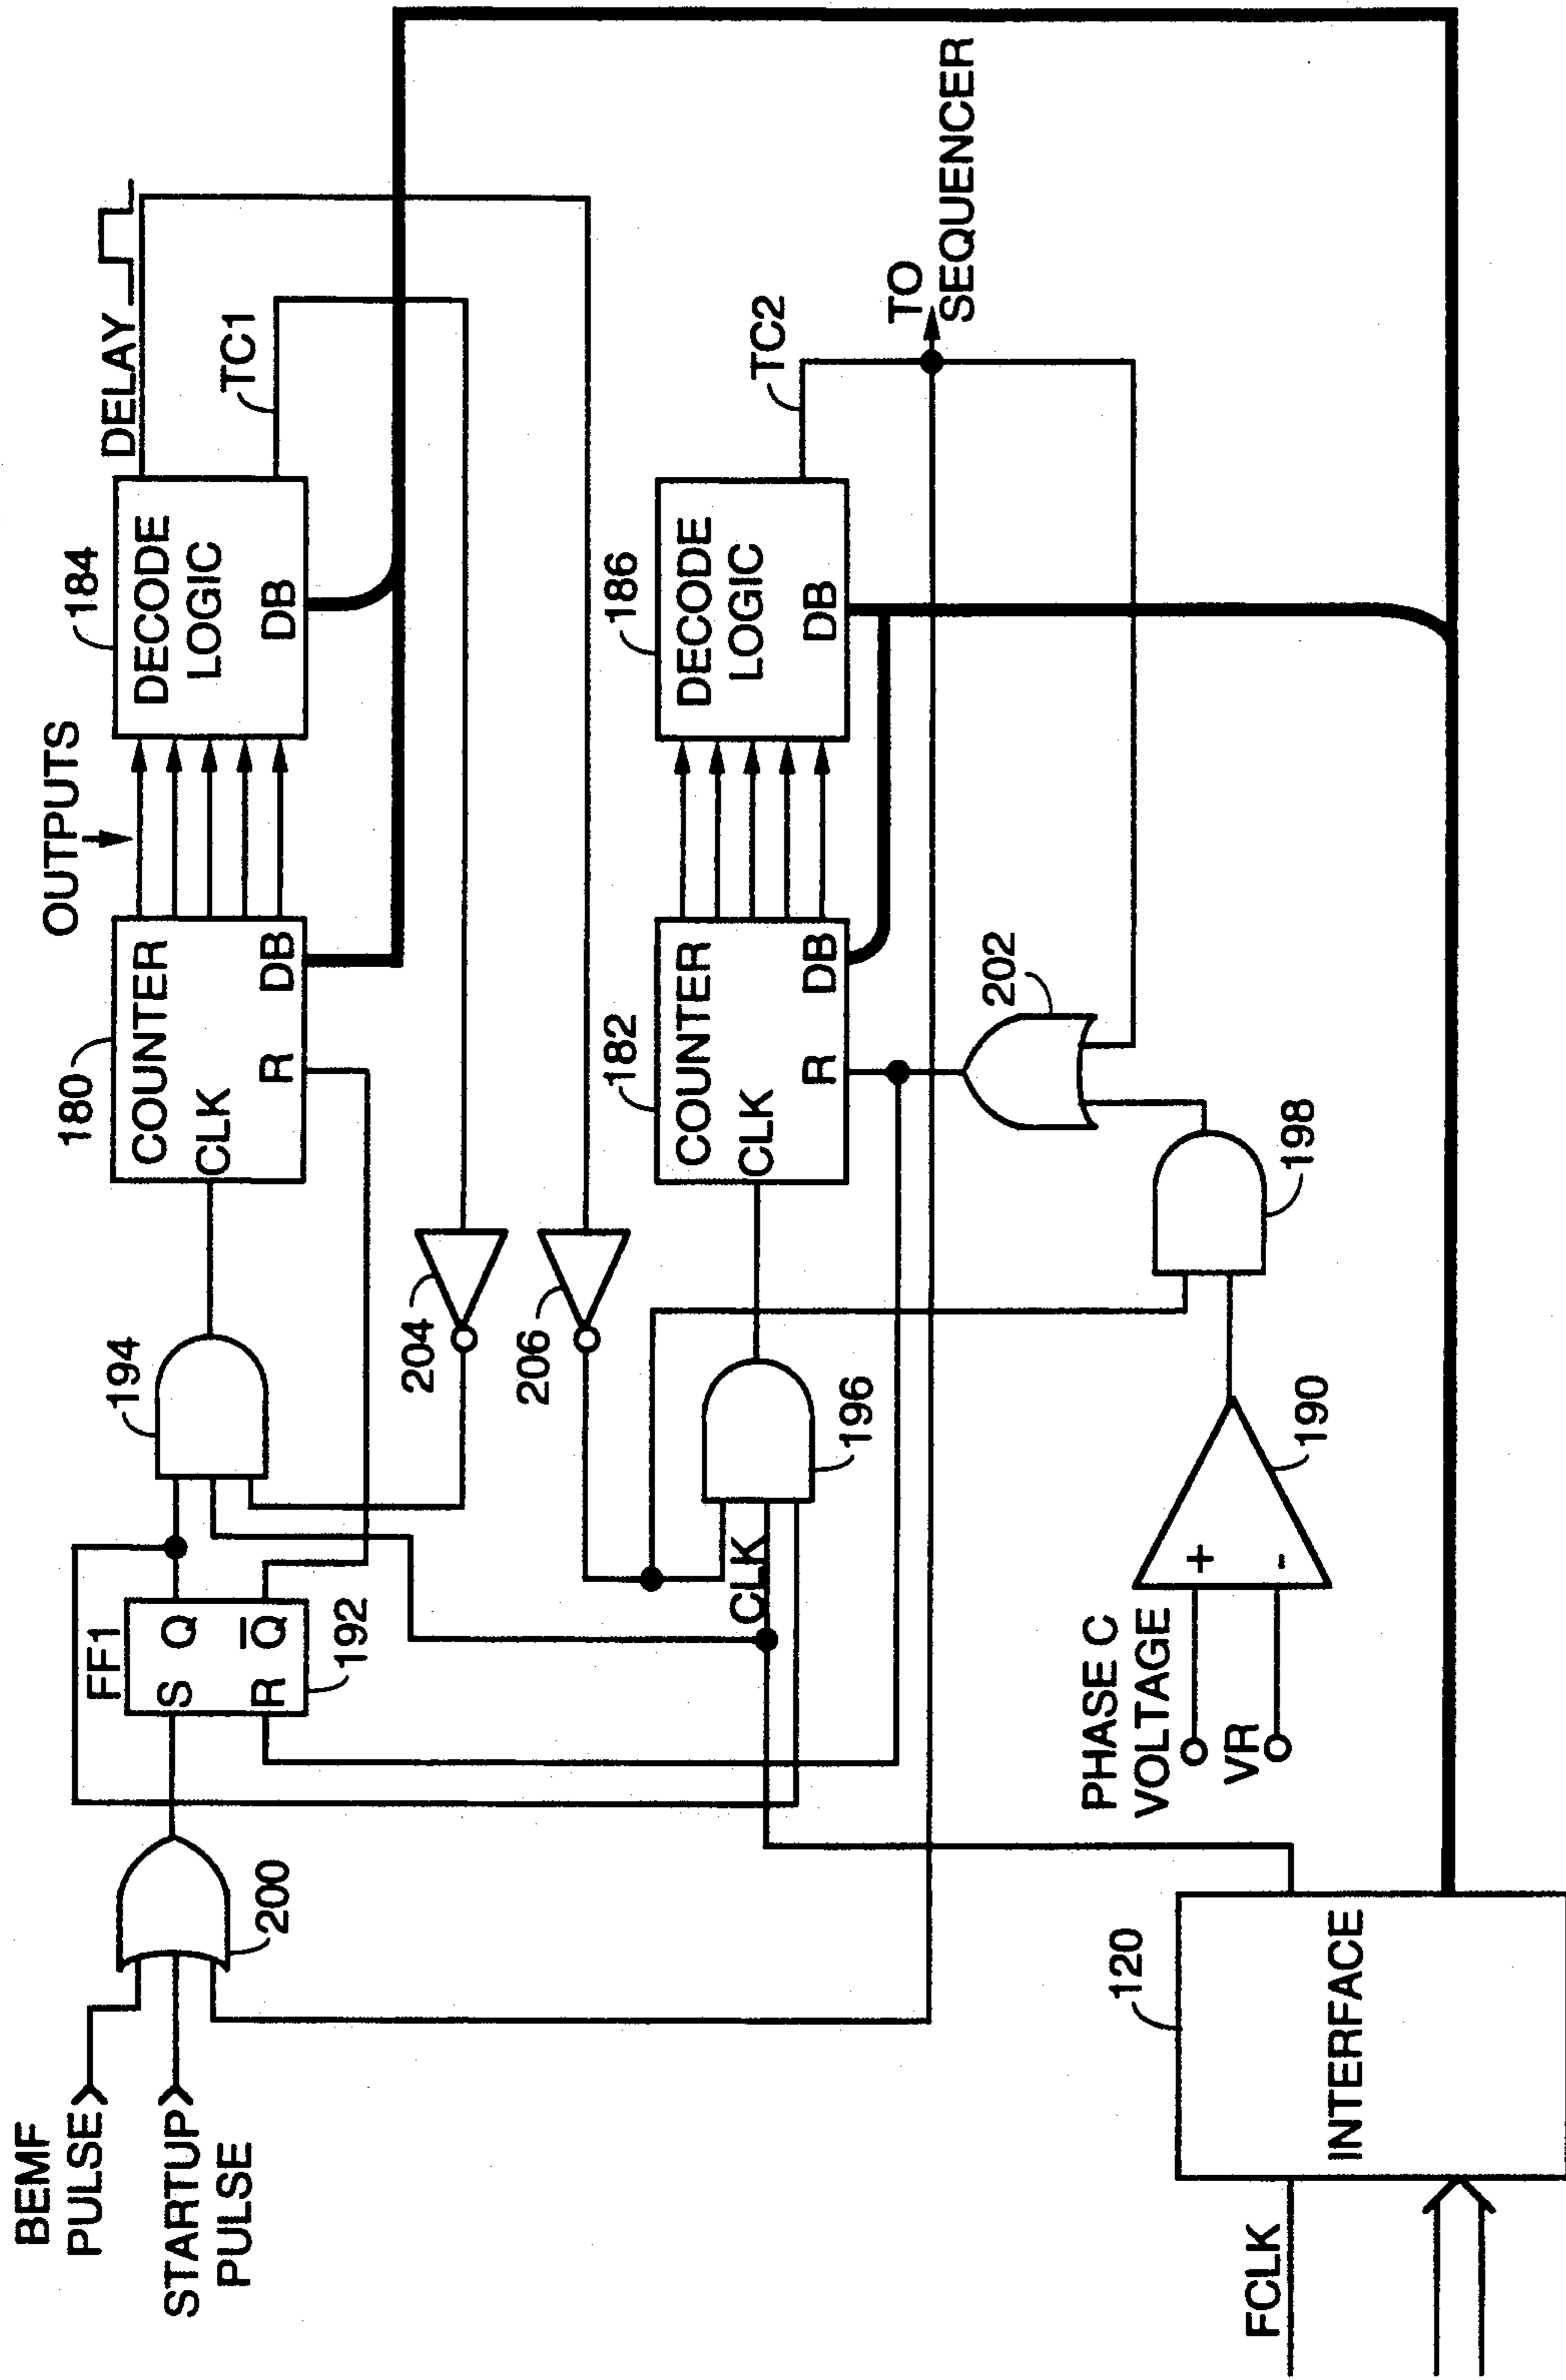 BEMF
PULSE
STARTUP
PULSE
200
FF1
S
Q
R
Q̅
192
194
180
COUNTER
CLK
R
DB
OUTPUTS
184
DECODE
LOGIC
DB
DELAY
TC1
204
206
CLK
196
182
COUNTER
CLK
R
DB
186
DECODE
LOGIC
DB
TC2
TO
SEQUENCER
202
198
PHASE C
VOLTAGE
VR
+
-
190
120
INTERFACE
FCLK